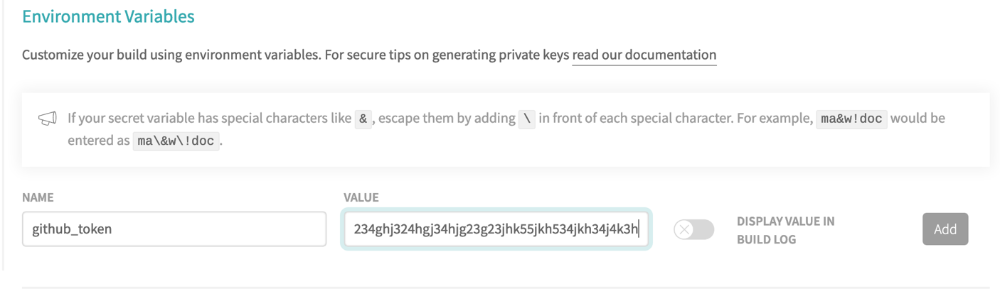 Environment Variables
Customize your build using environment variables. For secure tips on generating private keys read our documentation
If your secret variable has special characters like & , escape them by adding \ in front of each special character. For example, ma&w!doc would be
entered as ma\&w\!doc .
NAME
VALUE
github_token
234ghj324hgj34hjg23g23jhk55jkh534jkh34j4k3h
DISPLAY VALUE IN
BUILD LOG
Add